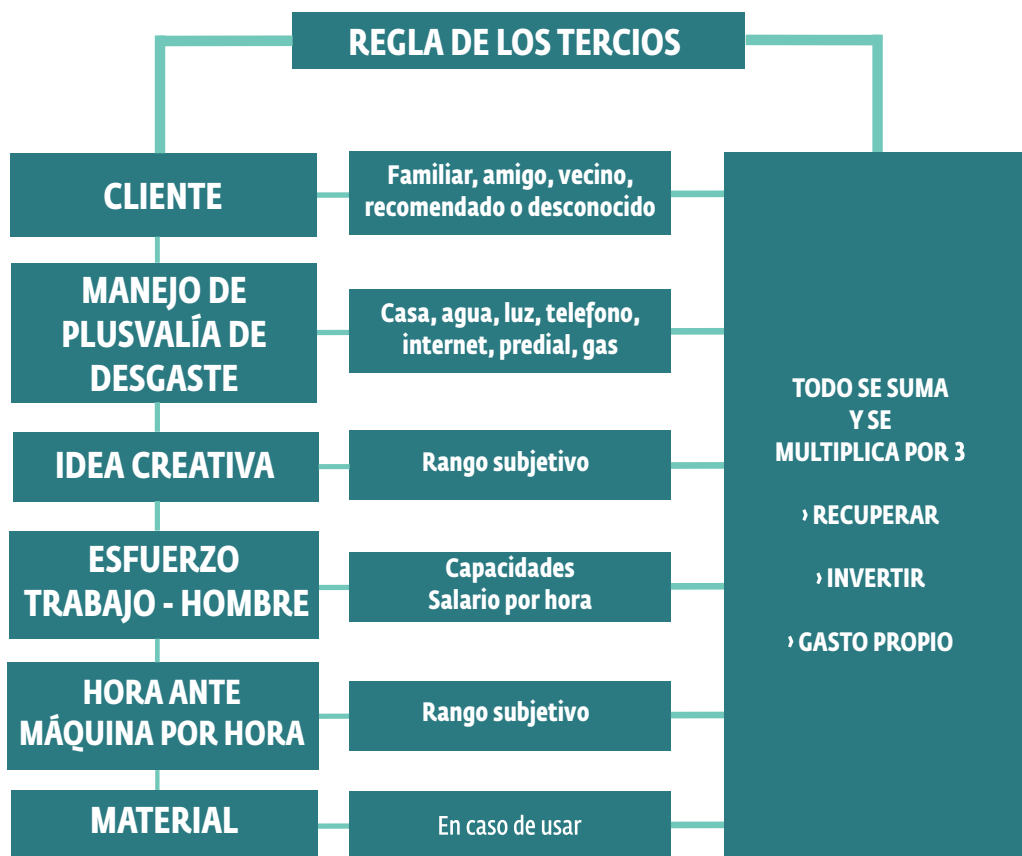 REGLA DE LOS TERCIOS
CLIENTE
Familiar, amigo, vecino,
recomendado o desconocido
MANEJO DE
PLUSVALÍA DE
DESGASTE
Casa, agua, luz, telefono,
internet, predial, gas
IDEA CREATIVA
Rango subjetivo
ESFUERZO
TRABAJO - HOMBRE
Capacidades
Salario por hora
HORA ANTE
MÁQUINA POR HORA
Rango subjetivo
MATERIAL
En caso de usar
TODO SE SUMA
Y SE
MULTIPLICA POR 3
› RECUPERAR
› INVERTIR
› GASTO PROPIO